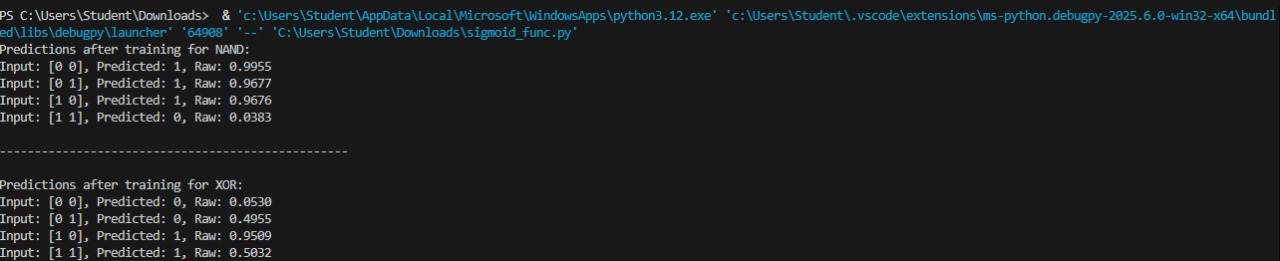 PS C:\Users\Student\Downloads>  & 'c:\Users\Student\AppData\Local\Microsoft\WindowsApps\python3.12.exe' 'c:\Users\Student\.vscode\extensions\ms-python.debugpy-2025.6.0-win32-x64\bundl
ed\libs\debugpy\launcher' '64908' '--' 'C:\Users\Student\Downloads\sigmoid_func.py'
Predictions after training for NAND:
Input: [0 0], Predicted: 1, Raw: 0.9955
Input: [0 1], Predicted: 1, Raw: 0.9677
Input: [1 0], Predicted: 1, Raw: 0.9676
Input: [1 1], Predicted: 0, Raw: 0.0383
--------------------------------------------------
Predictions after training for XOR:
Input: [0 0], Predicted: 0, Raw: 0.0530
Input: [0 1], Predicted: 0, Raw: 0.4955
Input: [1 0], Predicted: 1, Raw: 0.9509
Input: [1 1], Predicted: 1, Raw: 0.5032